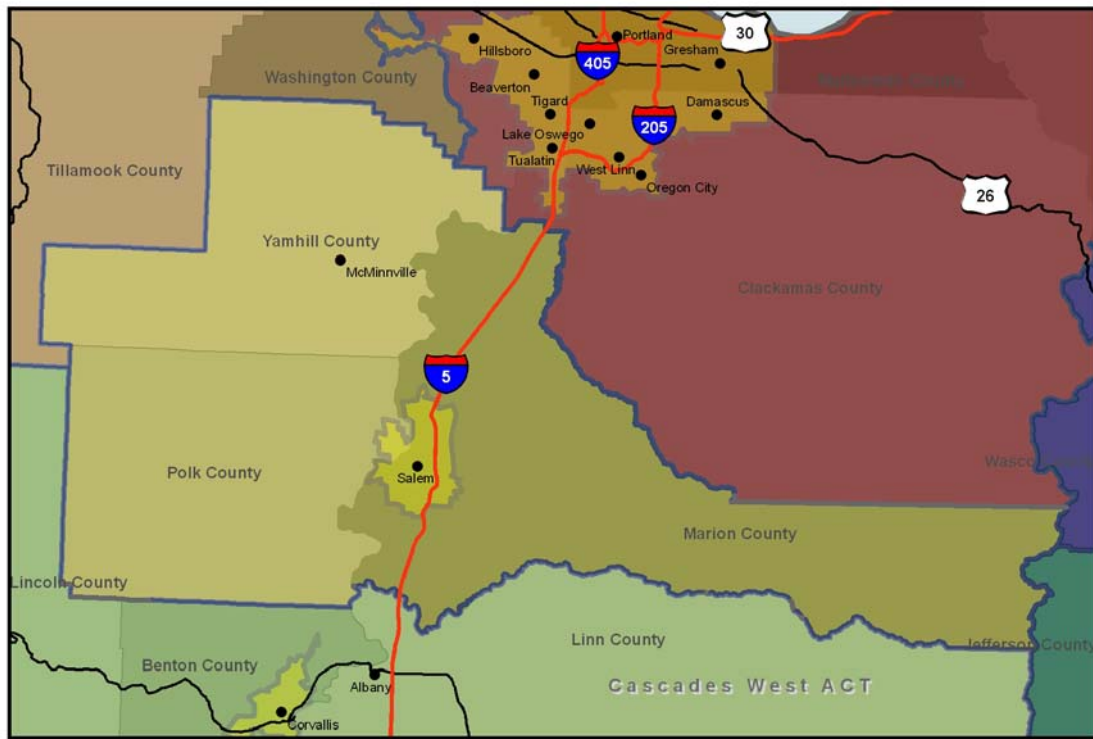 Portland
30
Hillsboro
405
Gresham
Washington County
Beaverton
Tigard
Damascus
Lake Oswego
205
Tualatin
West Linn
Oregon City
Tillamook County
26
Yamhill County
McMinnville
Clackamas County
5
Polk County
Salem
Marion County
Lincoln County
Linn County
Jefferson County
Benton County
Albany
Cascades West ACT
Corvallis